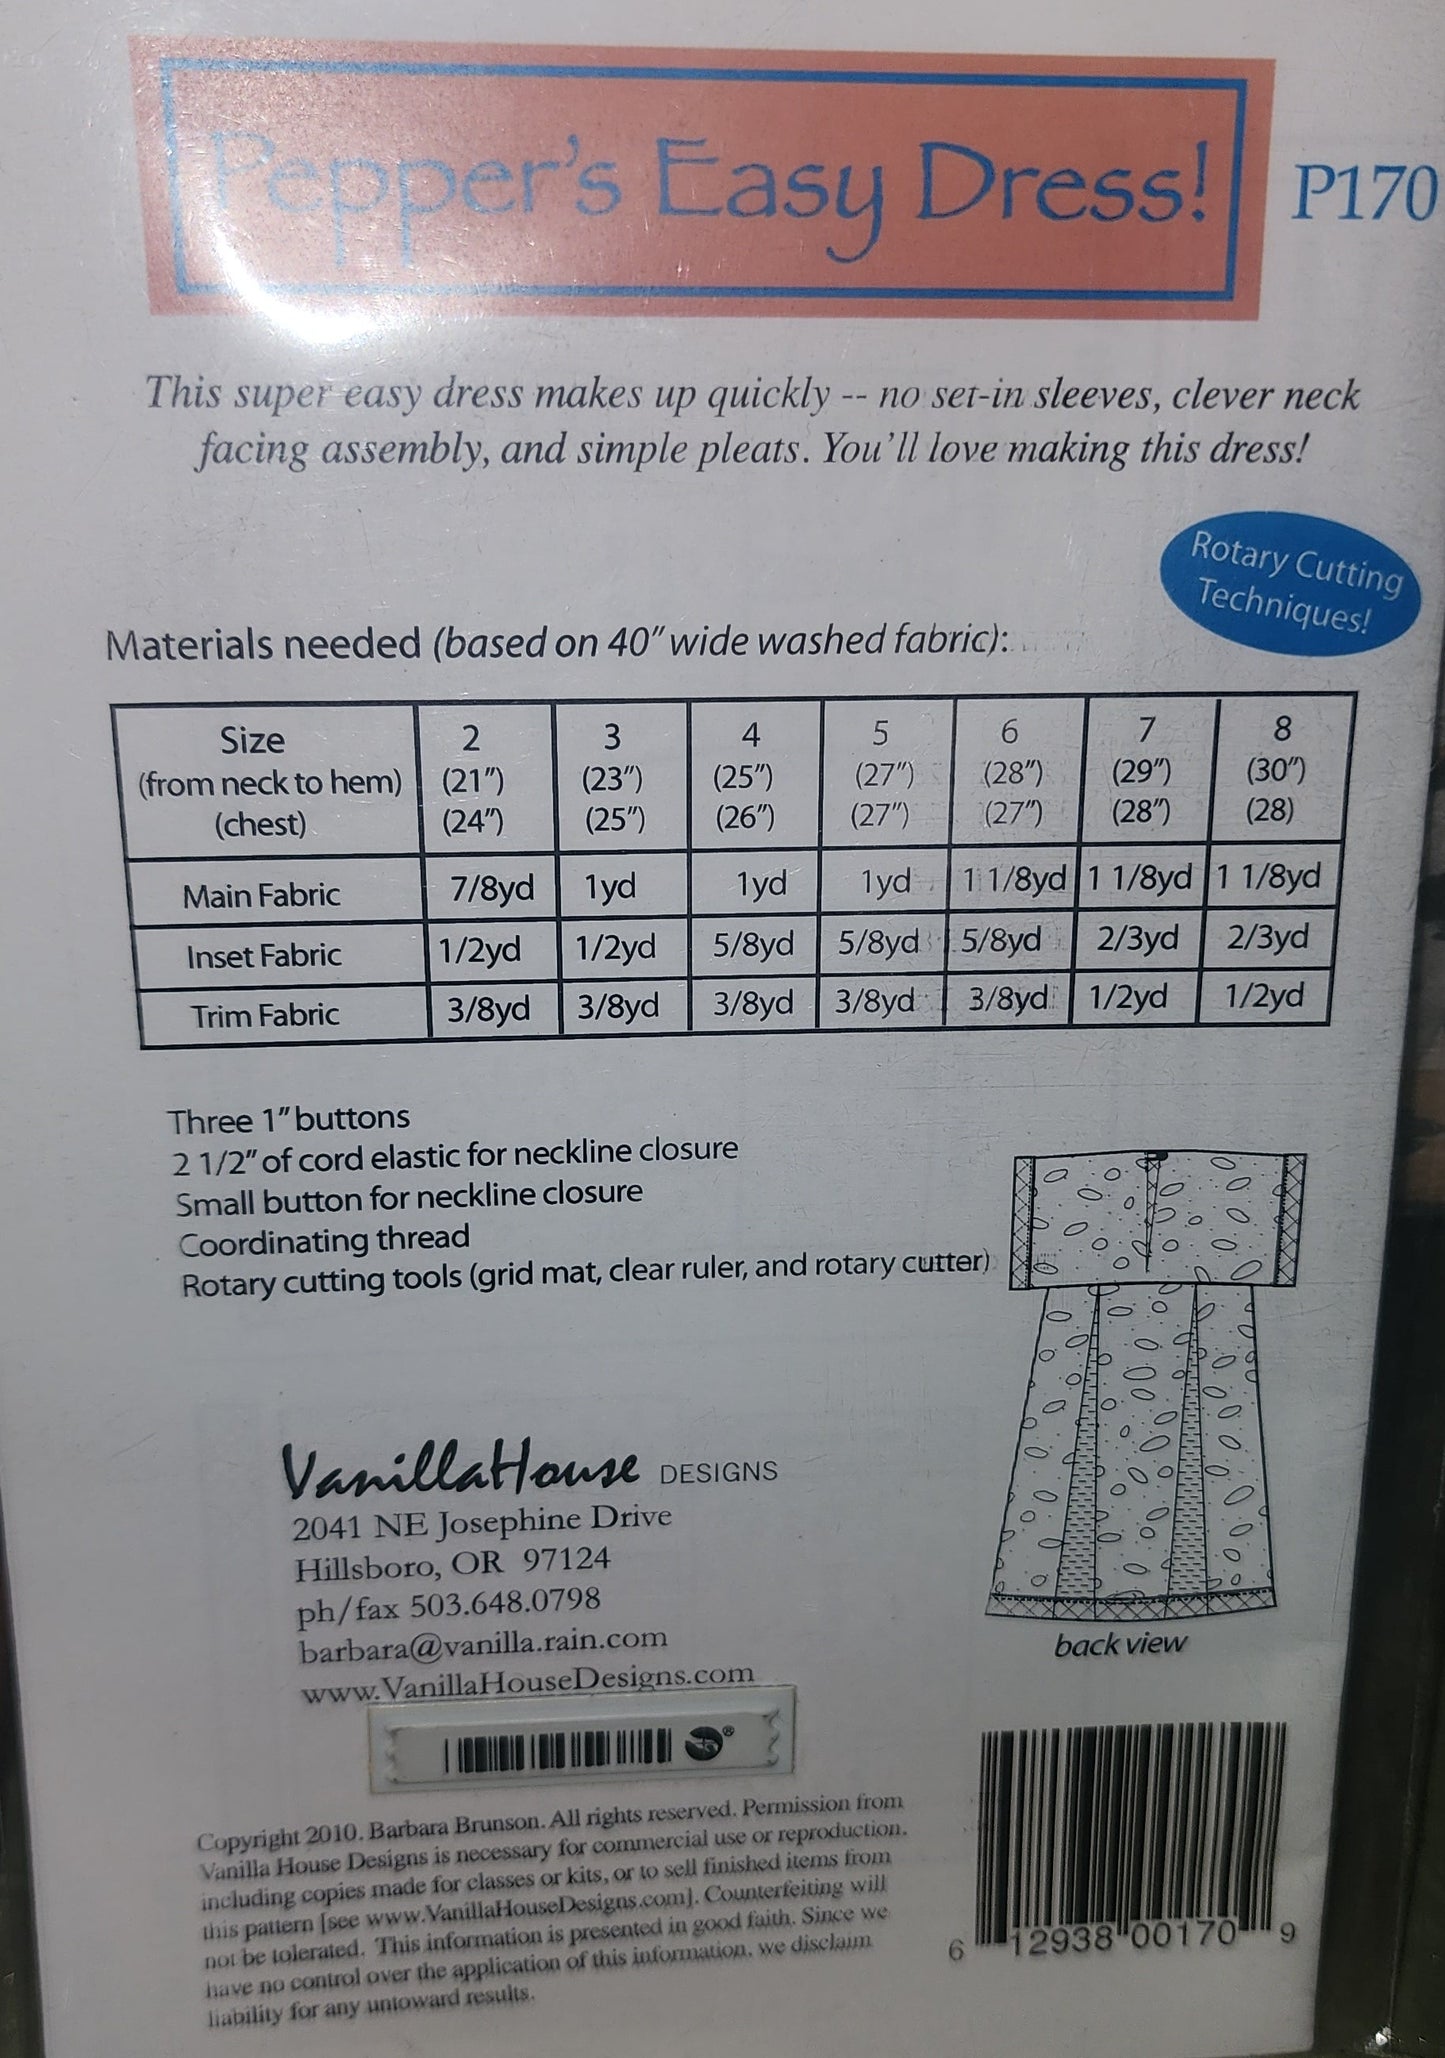 Pepper's Easy Dress!
P170
This super easy dress makes up quickly -- no set-in sleeves, clever neck
facing assembly, and simple pleats. You'll love making this dress!
Rotary Cutting
Techniques!
Materials needed (based on 40" wide washed fabric):
Size 2 3 4 5 6 7 8
(from neck to hem) (21") (23") (25") (27") (28") (29") (30")
(chest) (24") (25") (26") (27") (27") (28") (28)
Main Fabric 7/8yd 1yd 1yd 1yd 1 1/8yd 1 1/8yd 1 1/8yd
Inset Fabric 1/2yd 1/2yd 5/8yd 5/8yd 5/8yd 2/3yd 2/3yd
Trim Fabric 3/8yd 3/8yd 3/8yd 3/8yd 3/8yd 1/2yd 1/2yd
Three 1" buttons
2 1/2" of cord elastic for neckline closure
Small button for neckline closure
Coordinating thread
Rotary cutting tools (grid mat, clear ruler, and rotary cutter)
back view
VanillaHouse DESIGNS
2041 NE Josephine Drive
Hillsboro, OR 97124
ph/fax 503.648.0798
barbara@vanilla.rain.com
www.VanillaHouseDesigns.com
®
Copyright 2010. Barbara Brunson. All rights reserved. Permission from
Vanilla House Designs is necessary for commercial use or reproduction,
including copies made for classes or kits, or to sell finished items from
this pattern [see www.VanillaHouseDesigns.com]. Counterfeiting will
not be tolerated. This information is presented in good faith. Since we
have no control over the application of this information, we disclaim
liability for any untoward results.
6 12938 00170 9